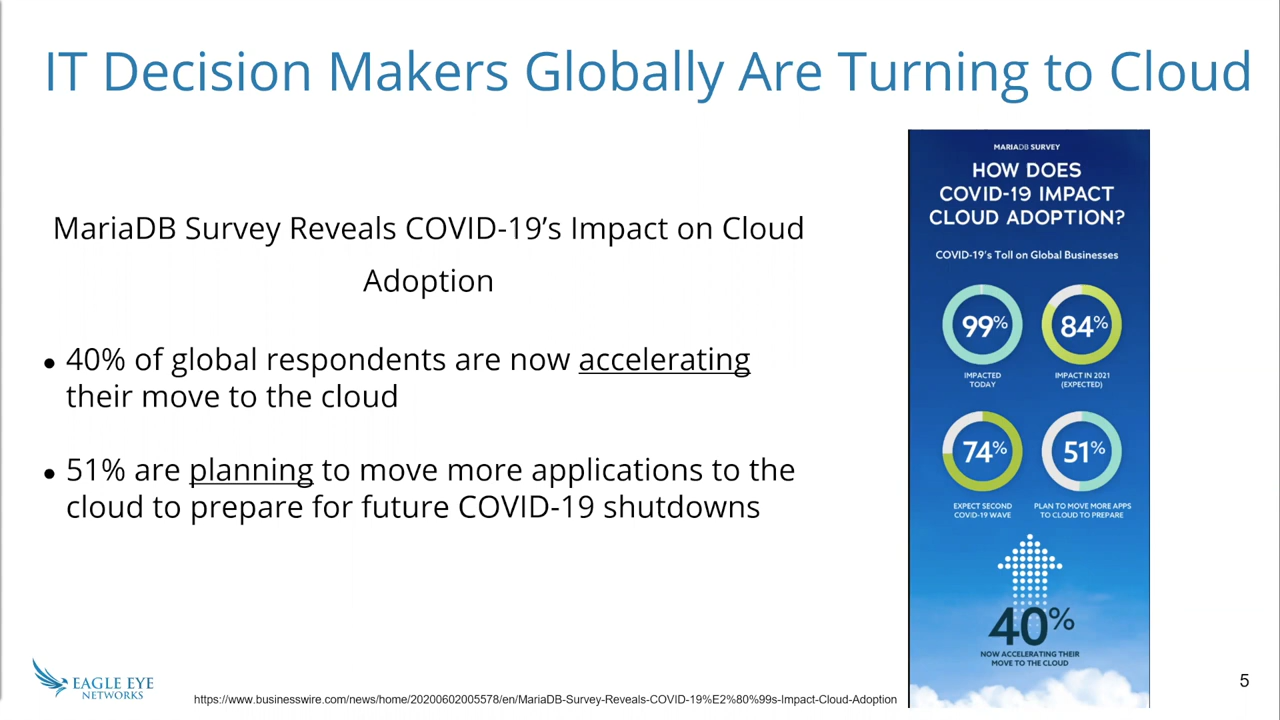 IT Decision Makers Globally Are Turning to Cloud
MariaDB Survey Reveals COVID-19’s Impact on Cloud
Adoption
● 40% of global respondents are now accelerating
their move to the cloud
● 51% are planning to move more applications to the
cloud to prepare for future COVID-19 shutdowns
MARIADB SURVEY
HOW DOES
COVID-19 IMPACT
CLOUD ADOPTION?
COVID-19's Toll on Global Businesses
99%
IMPACTED
TODAY
84%
IMPACT IN 2021
(EXPECTED)
74%
EXPECT SECOND
COVID-19 WAVE
51%
PLAN TO MOVE MORE APPS
TO CLOUD TO PREPARE
40%
NOW ACCELERATING THEIR
MOVE TO THE CLOUD
EAGLE EYE
NETWORKS
https://www.businesswire.com/news/home/20200602005578/en/MariaDB-Survey-Reveals-COVID-19%E2%80%99s-Impact-Cloud-Adoption
5